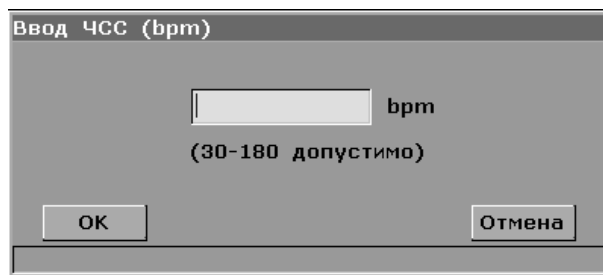 Ввод ЧСС (bpm)
bpm
(30-180 допустимо)
OK
Отмена